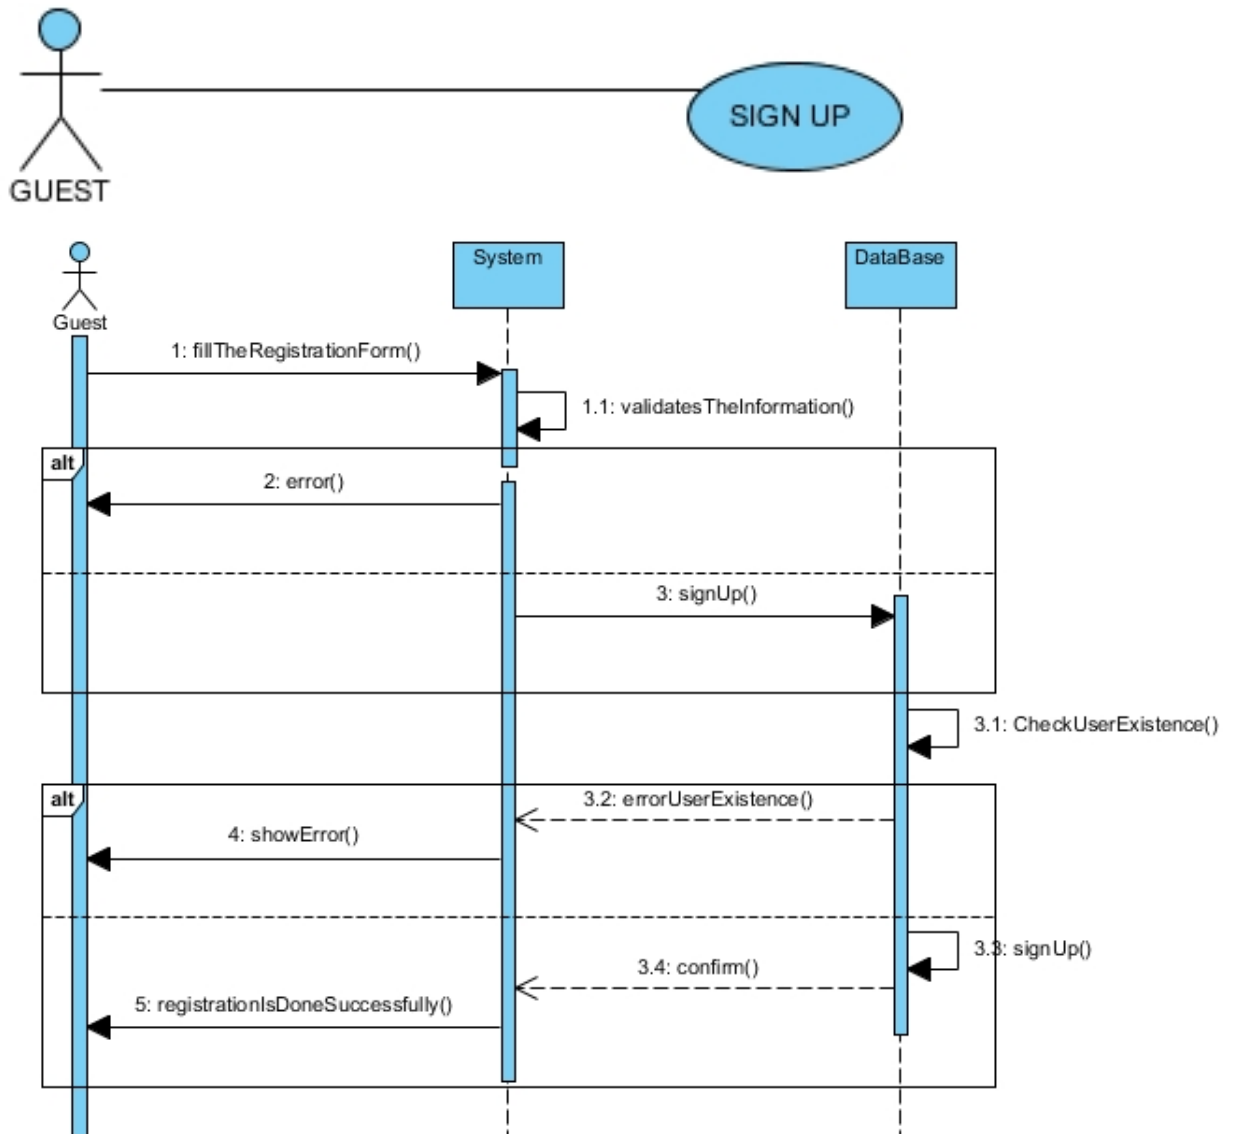 SIGN UP
GUEST
System
DataBase
Guest
1: fillTheRegistrationForm()
1.1: validatesTheInformation()
alt
2: error()
3: signUp()
3.1: CheckUserExistence()
alt
3.2: errorUserExistence()
4: showError()
3.3: signUp()
3.4: confirm()
5: registrationIsDoneSuccessfully()